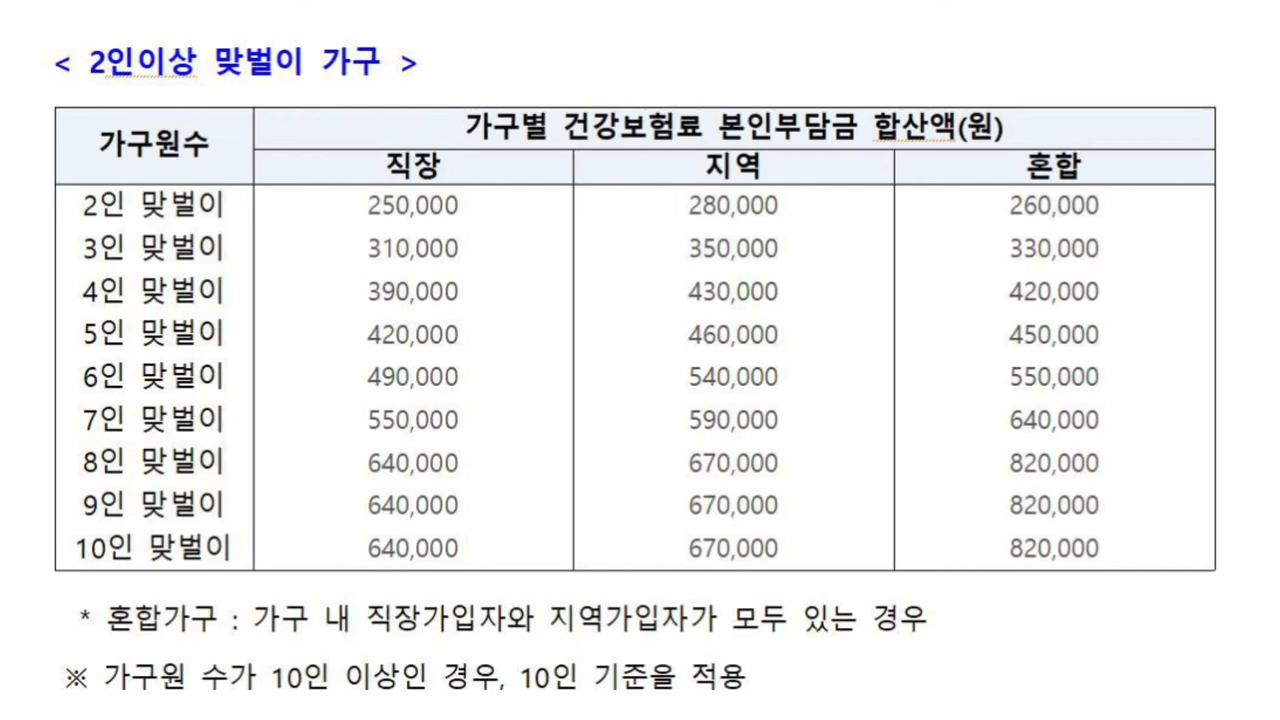 < 2인이상 맞벌이 가구 >
가구원수 가구별 건강보험료 본인부담금 합산액(원)
직장 지역 혼합
2인 맞벌이 250,000 280,000 260,000
3인 맞벌이 310,000 350,000 330,000
4인 맞벌이 390,000 430,000 420,000
5인 맞벌이 420,000 460,000 450,000
6인 맞벌이 490,000 540,000 550,000
7인 맞벌이 550,000 590,000 640,000
8인 맞벌이 640,000 670,000 820,000
9인 맞벌이 640,000 670,000 820,000
10인 맞벌이 640,000 670,000 820,000
* 혼합가구 : 가구 내 직장가입자와 지역가입자가 모두 있는 경우
※ 가구원 수가 10인 이상인 경우, 10인 기준을 적용